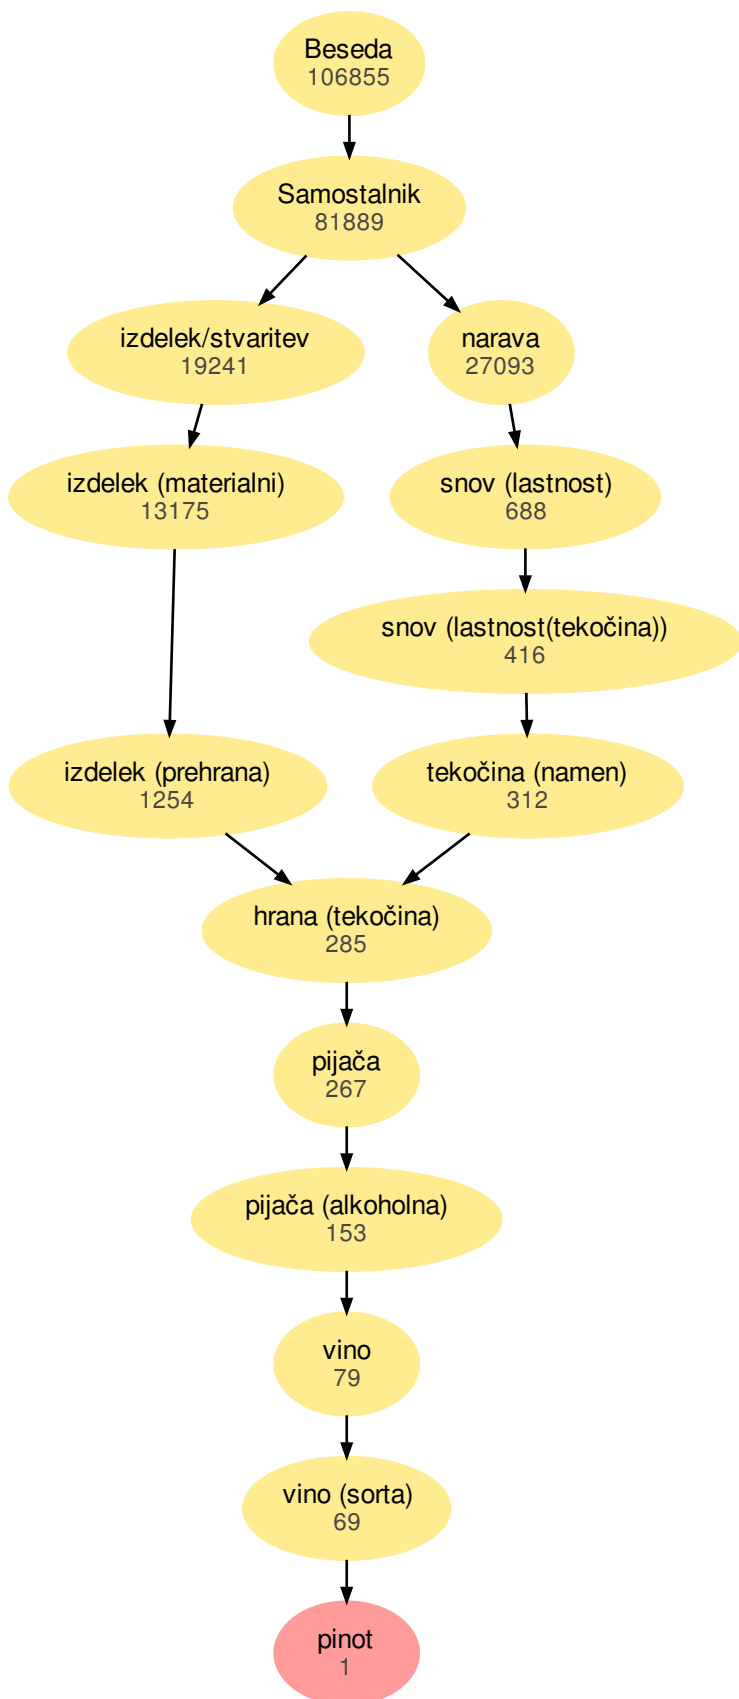 Beseda
106855
Samostalnik
81889
izdelek/stvaritev
19241
narava
27093
izdelek (materialni)
13175
snov (lastnost)
688
snov (lastnost(tekočina))
416
izdelek (prehrana)
1254
tekočina (namen)
312
hrana (tekočina)
285
pijača
267
pijača (alkoholna)
153
vino
79
vino (sorta)
69
pinot
1